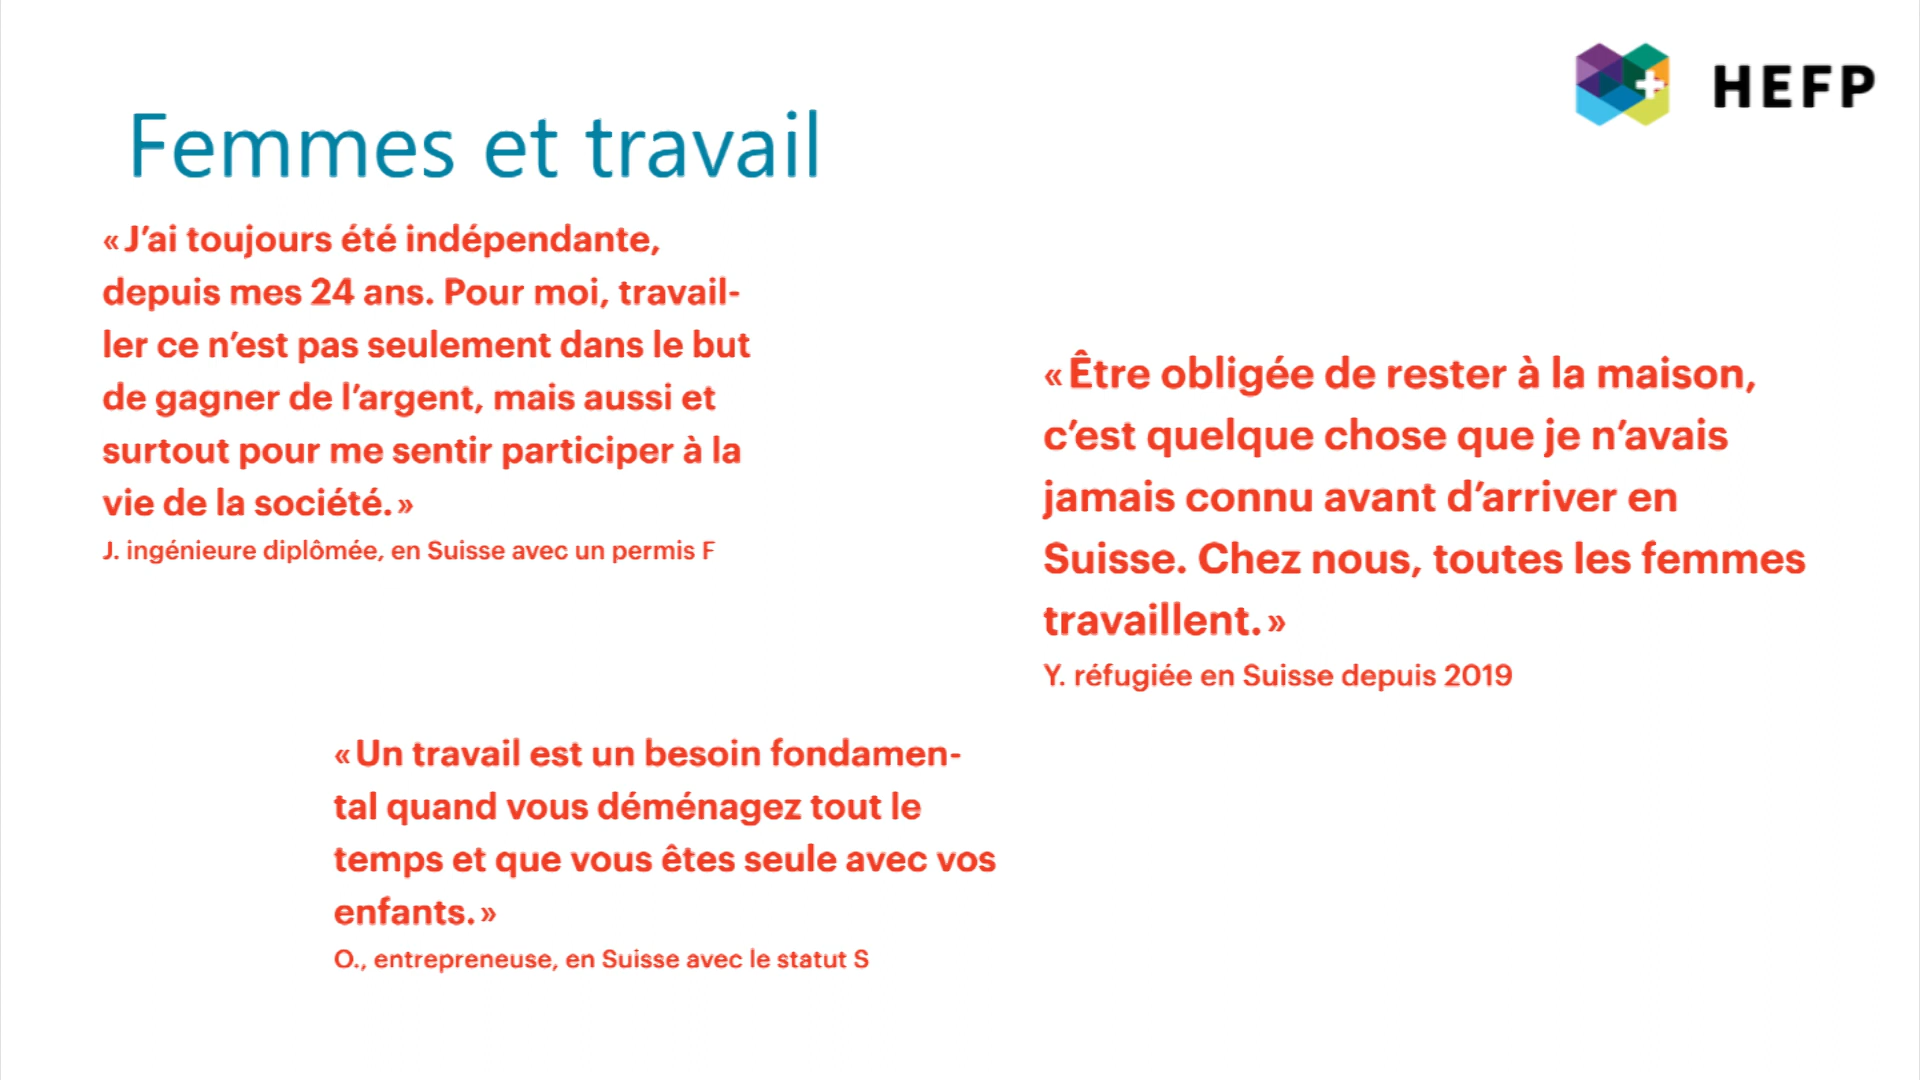 HEFP
Femmes et travail
« J’ai toujours été indépendante,
depuis mes 24 ans. Pour moi, travail-
ler ce n’est pas seulement dans le but
de gagner de l’argent, mais aussi et
surtout pour me sentir participer à la
vie de la société. »
J. ingénieure diplômée, en Suisse avec un permis F
« Être obligée de rester à la maison,
c’est quelque chose que je n’avais
jamais connu avant d’arriver en
Suisse. Chez nous, toutes les femmes
travaillent. »
Y. réfugiée en Suisse depuis 2019
« Un travail est un besoin fondamen-
tal quand vous déménagez tout le
temps et que vous êtes seule avec vos
enfants. »
O., entrepreneuse, en Suisse avec le statut S